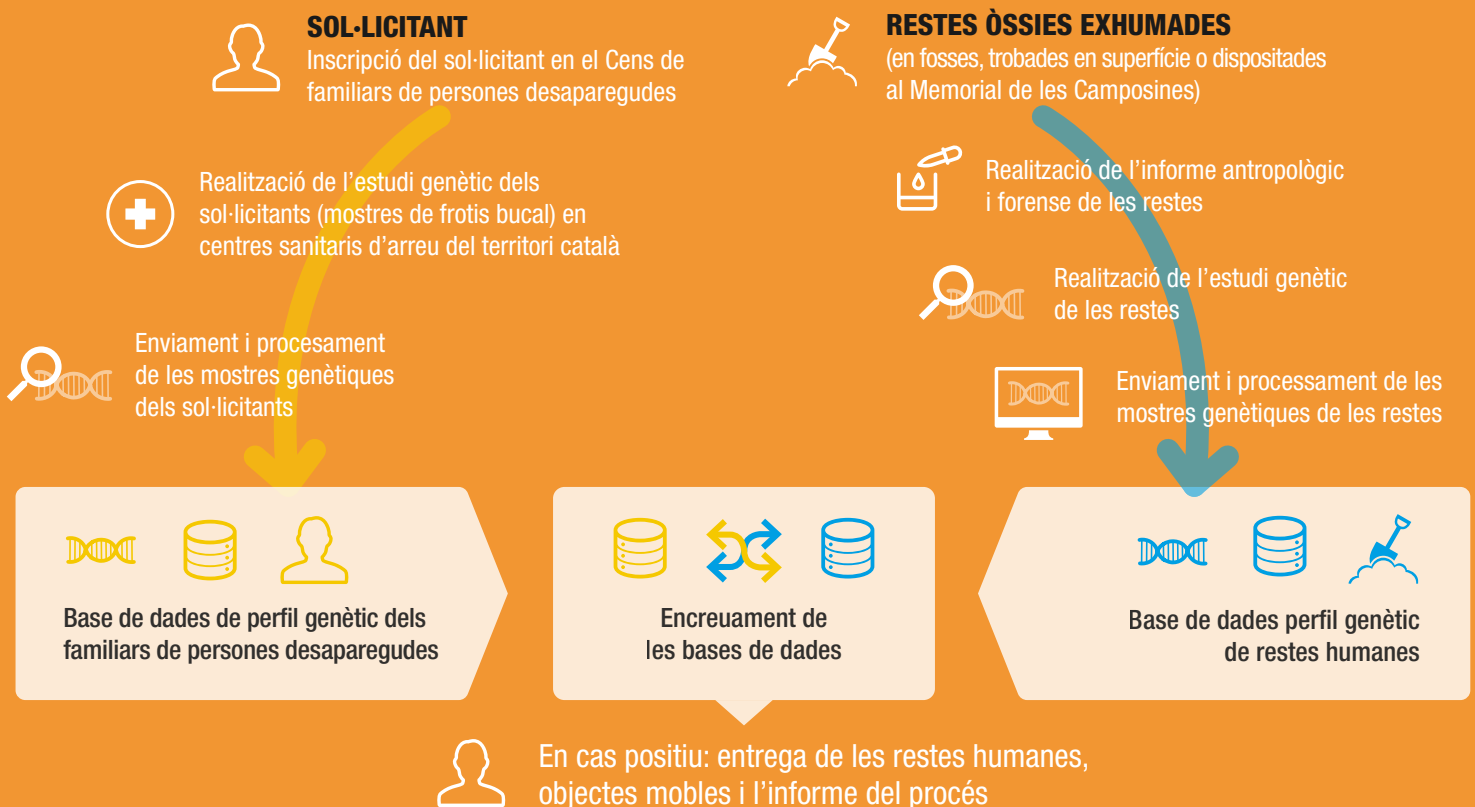 SOL·LICITANT
Inscripció del sol·licitant en el Cens de
familiars de persones desaparegudes
Realització de l'estudi genètic dels
sol·licitants (mostres de frotis bucal) en
centres sanitaris d'arreu del territori català
Enviament i procesament
de les mostres genètiques
dels sol·licitants
RESTES ÒSSIES EXHUMADES
(en fosses, trobades en superfície o dispositades
al Memorial de les Camposines)
Realització de l'informe antropològic
i forense de les restes
Realització de l'estudi genètic
de les restes
Enviament i processament de les
mostres genètiques de les restes
Base de dades de perfil genètic dels
familiars de persones desaparegudes
Encreuament de
les bases de dades
Base de dades perfil genètic
de restes humanes
En cas positiu: entrega de les restes humanes,
objectes mobles i l'informe del procés